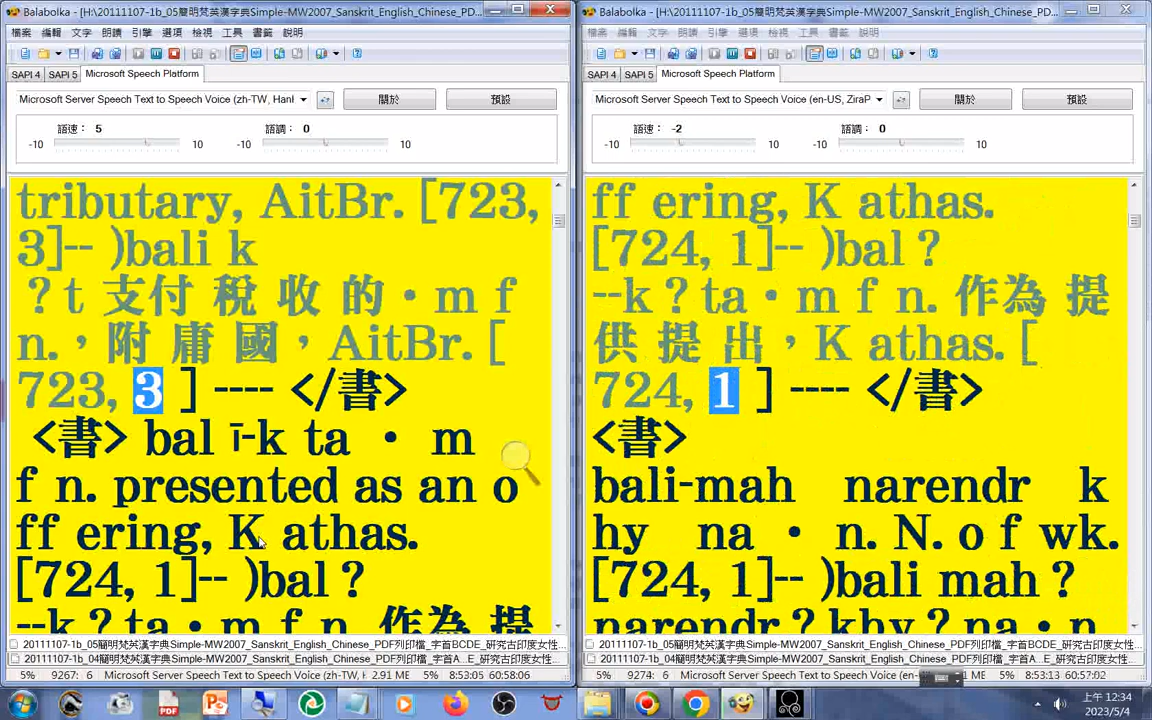 Balabolka - [H:\20111107-1b_05簡明梵英漢字典Simple-MW2007_Sanskrit_English_Chinese_PD...
檔案 編輯 文字 朗讀 引擎 選項 檢視 工具 書籤 說明
SAPI 4 SAPI 5 Microsoft Speech Platform
Microsoft Server Speech Text to Speech Voice (zh-TW, HanI 關於 預設
語速： 5 語調： 0
-10 10 -10 10
tributary, AitBr. [723,
3]-- )bali k
？t 支付 稅 收 的‧m f
n.，附 庸 國，AitBr. [
723, 3 ] ---- </書>
<書> bal ī-k ta ‧ m
f n. presented as an o
ff ering, K athas.
[724, 1]-- )bal？
--k？ta‧m f n. 作為 提
20111107-1b_05簡明梵英漢字典Simple-MW2007_Sanskrit_English_Chinese_PDF列印檔_字首BCDE_研究古印度女性...
20111107-1b_04簡明梵英漢字典Simple-MW2007_Sanskrit_English_Chinese_PDF列印檔_字首A...E_研究古印度女性...
5% 9267: 6 Microsoft Server Speech Text to Speech Voice (zh-TW, H 2.91 ME 5% 8:53:05 60:58:06
Balabolka - [H:\20111107-1b_05簡明梵英漢字典Simple-MW2007_Sanskrit_English_Chinese_PD...
檔案 編輯 文字 朗讀 引擎 選項 檢視 工具 書籤 說明
SAPI 4 SAPI 5 Microsoft Speech Platform
Microsoft Server Speech Text to Speech Voice (en-US, ZiraP 關於 預設
語速： -2 語調： 0
-10 10 -10 10
ff ering, K athas.
[724, 1]-- )bal？
--k？ta‧m f n. 作為 提
供 提 出，K athas. [
724, 1 ] ---- </書>
<書>
bali-mah narendr k
hy na ‧ n. N. o f wk.
[724, 1]-- )bali mah？
narendr？khy？na‧n
20111107-1b_05簡明梵英漢字典Simple-MW2007_Sanskrit_English_Chinese_PDF列印檔_字首BCDE_研究古印度女性...
20111107-1b_04簡明梵英漢字典Simple-MW2007_Sanskrit_English_Chinese_PDF列印檔_字首A...E_研究古印度女性...
5% 9274: 6 Microsoft Server Speech Text to Speech Voice (en-US, ME 5% 8:53:13 60:57:02
PDF
上午 12:34
2023/5/4